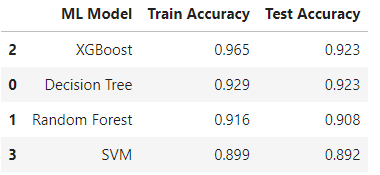 ML Model Train Accuracy Test Accuracy
2 XGBoost 0.965 0.923
0 Decision Tree 0.929 0.923
1 Random Forest 0.916 0.908
3 SVM 0.899 0.892